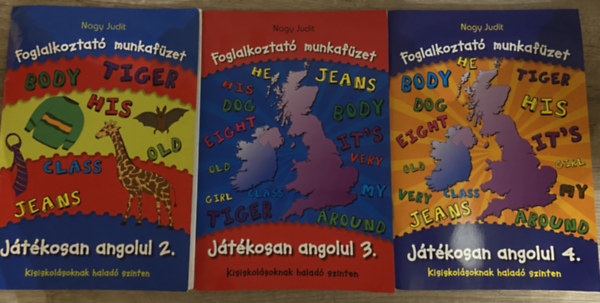 Foglalkoztató munkafüzet
BODY TIGER
HIS
OLD
CLASS
JEANS
Játékosan angolul 2.
Kisiskolásoknak haladó szinten
Nagy Judit
Foglalkoztató munkafüzet
HE JEANS
HIS
DOG BODY
EIGHT IT'S
OLD VERY
GIRL CLASS MY
TIGER AROUND
Játékosan angolul 3.
Kisiskolásoknak haladó szinten
Nagy Judit
Foglalkoztató munkafüzet
HE
BODY TIGER
DOG HIS
EIGHT IT'S
OLD GIRL
VERY CLASS MY
JEANS AROUND
Játékosan angolul 4.
Kisiskolásoknak haladó szinten